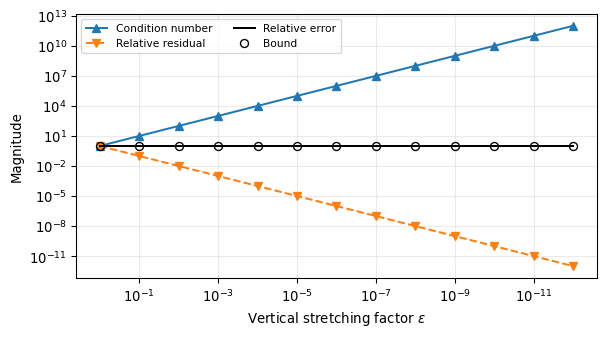 Condition number
Relative residual
Relative error
Bound
Magnitude
10^13
10^10
10^7
10^4
10^1
10^−2
10^−5
10^−8
10^−11
10^−1
10^−3
10^−5
10^−7
10^−9
10^−11
Vertical stretching factor ε